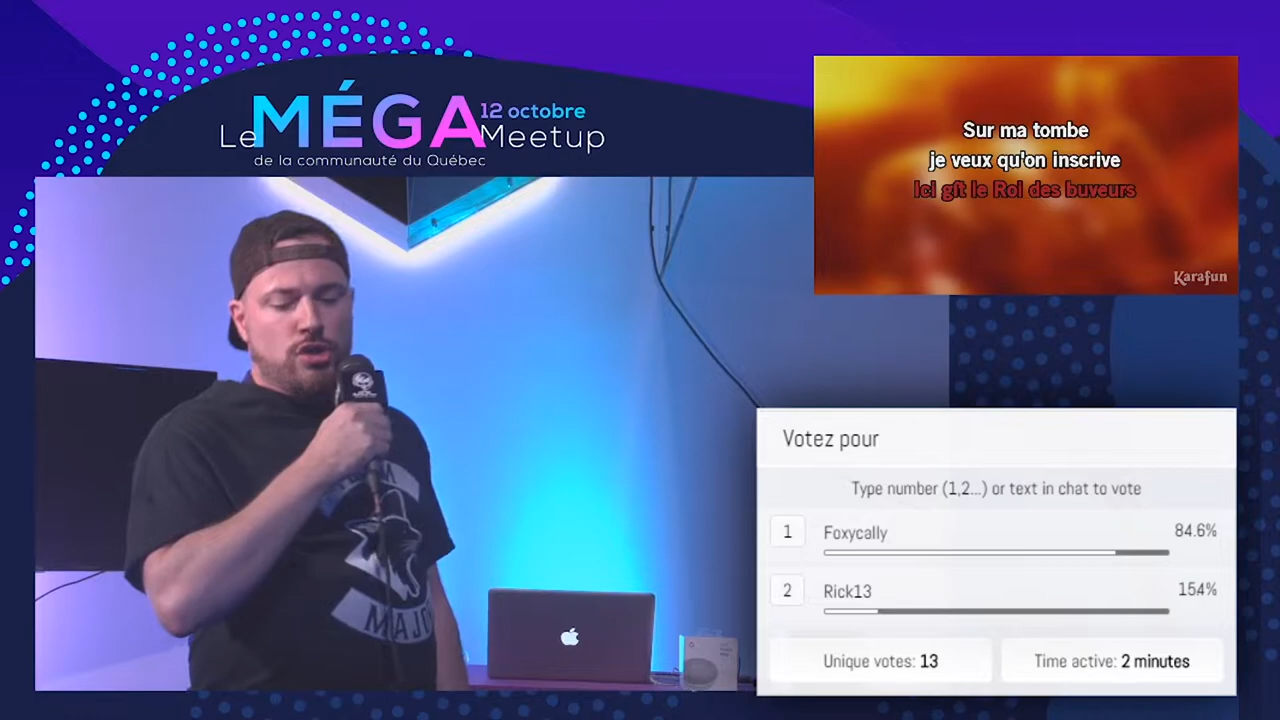 Le MÉGA 12 octobre
Meetup
de la communauté du Québec
Sur ma tombe
je veux qu'on inscrive
Ici gît le Roi des buveurs
Karafun
MAJO
Votez pour
Type number (1,2...) or text in chat to vote
1 Foxycally 84.6%
2 Rick13 15.4%
Unique votes: 13 Time active: 2 minutes